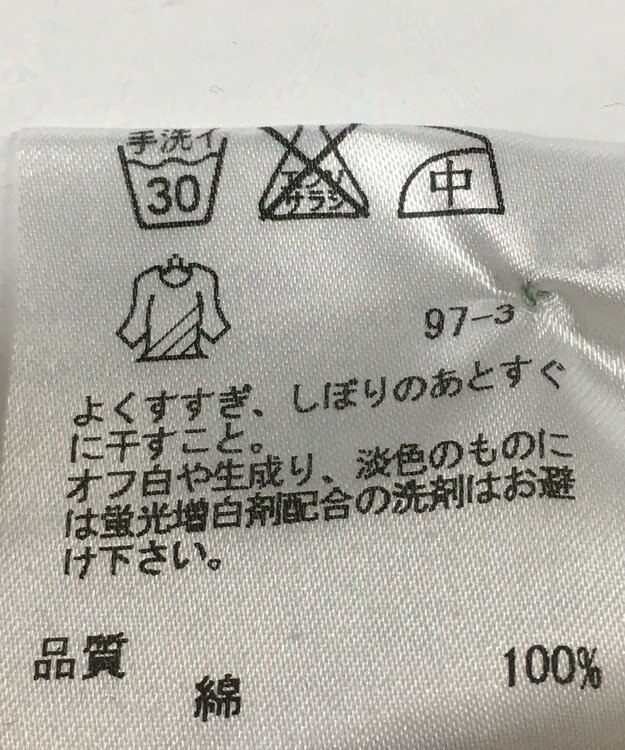 手洗イ
30
エンソ
サラシ
中
97-3
よくすすぎ、しぼりのあとすぐ
に干すこと。
オフ白や生成り、淡色のものに
は蛍光増白剤配合の洗剤はお避
け下さい。
品質
綿 100%